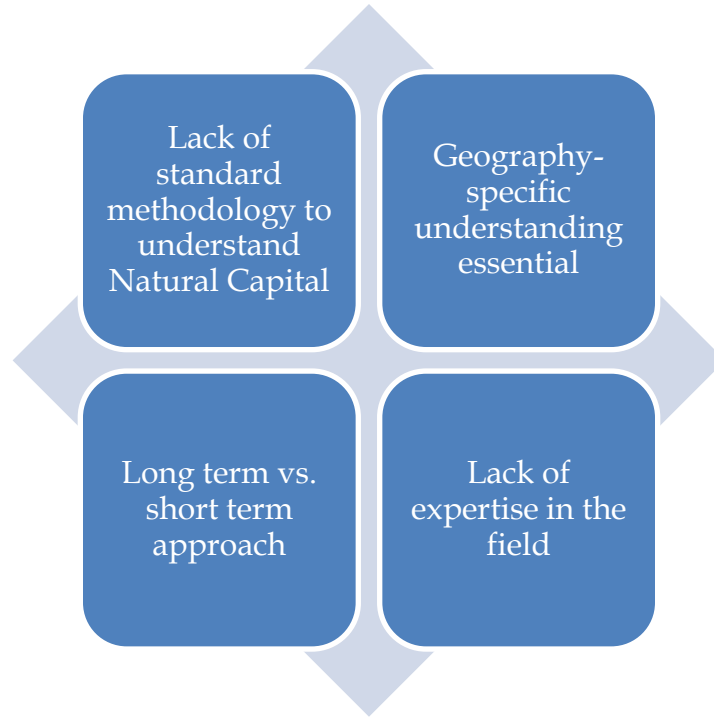 Lack of
standard
methodology to
understand
Natural Capital
Geography-
specific
understanding
essential
Long term vs.
short term
approach
Lack of
expertise in the
field